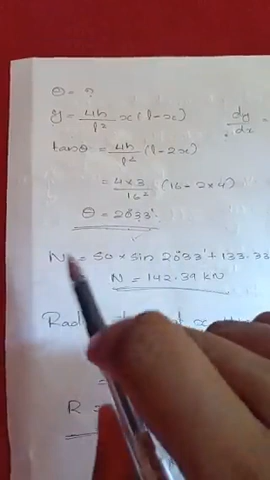 θ = ?
y = 4h/l² x(l-x) dy/dx =
tanθ = 4h/l² (l-2x)
= 4×3/16² (16-2×4)
θ = 20°33'
N = 50 × sin 20°33' + 133.33
N = 142.39 kN
R =